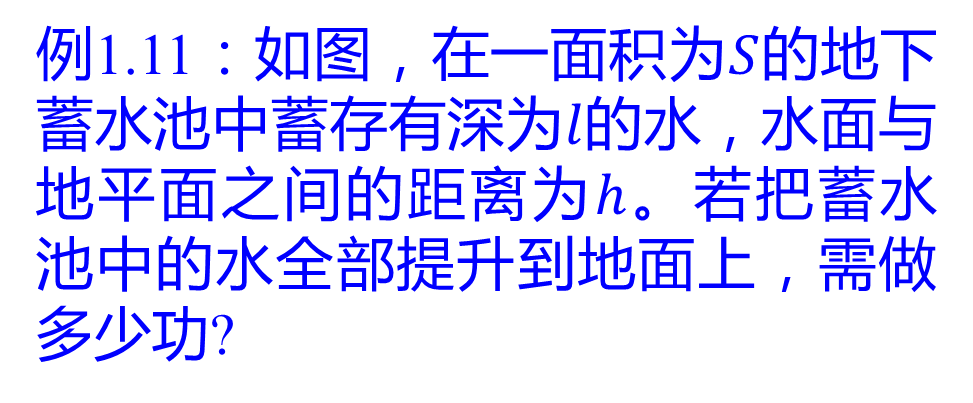 例1.11：如图，在一面积为S的地下
蓄水池中蓄存有深为l的水，水面与
地平面之间的距离为h。若把蓄水
池中的水全部提升到地面上，需做
多少功?